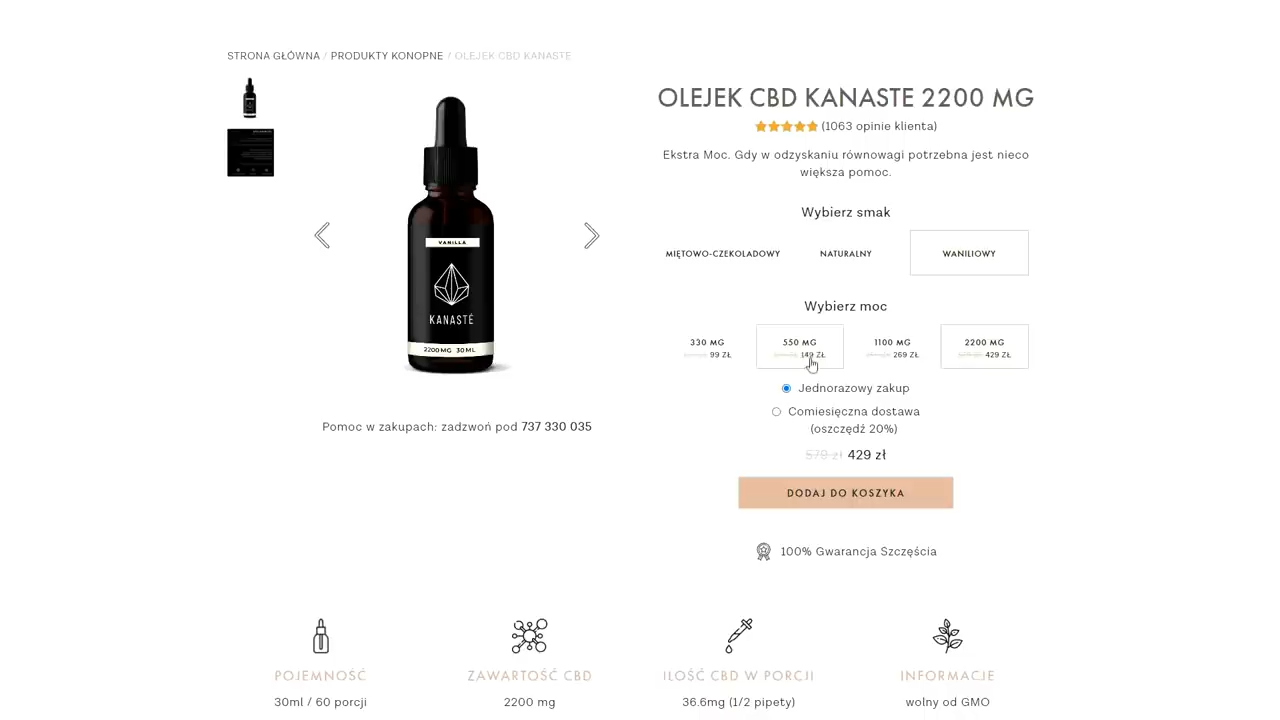 STRONA GŁÓWNA / PRODUKTY KONOPNE / OLEJEK CBD KANASTE
OLEJEK CBD KANASTE 2200 MG
(1063 opinie klienta)
Ekstra Moc. Gdy w odzyskaniu równowagi potrzebna jest nieco
większa pomoc.
Wybierz smak
MIĘTOWO-CZEKOLADOWY NATURALNY WANILIOWY
VANILLA
KANASTÉ
2200MG 30ML
Wybierz moc
330 MG 550 MG 1100 MG 2200 MG
99 ZŁ 149 ZŁ 269 ZŁ 429 ZŁ
Jednorazowy zakup
Comiesięczna dostawa
(oszczędź 20%)
579 zł 429 zł
DODAJ DO KOSZYKA
Pomoc w zakupach: zadzwoń pod 737 330 035
100% Gwarancja Szczęścia
POJEMNOŚĆ ZAWARTOŚĆ CBD ILOŚĆ CBD W PORCJI INFORMACJE
30ml / 60 porcji 2200 mg 36.6mg (1/2 pipety) wolny od GMO